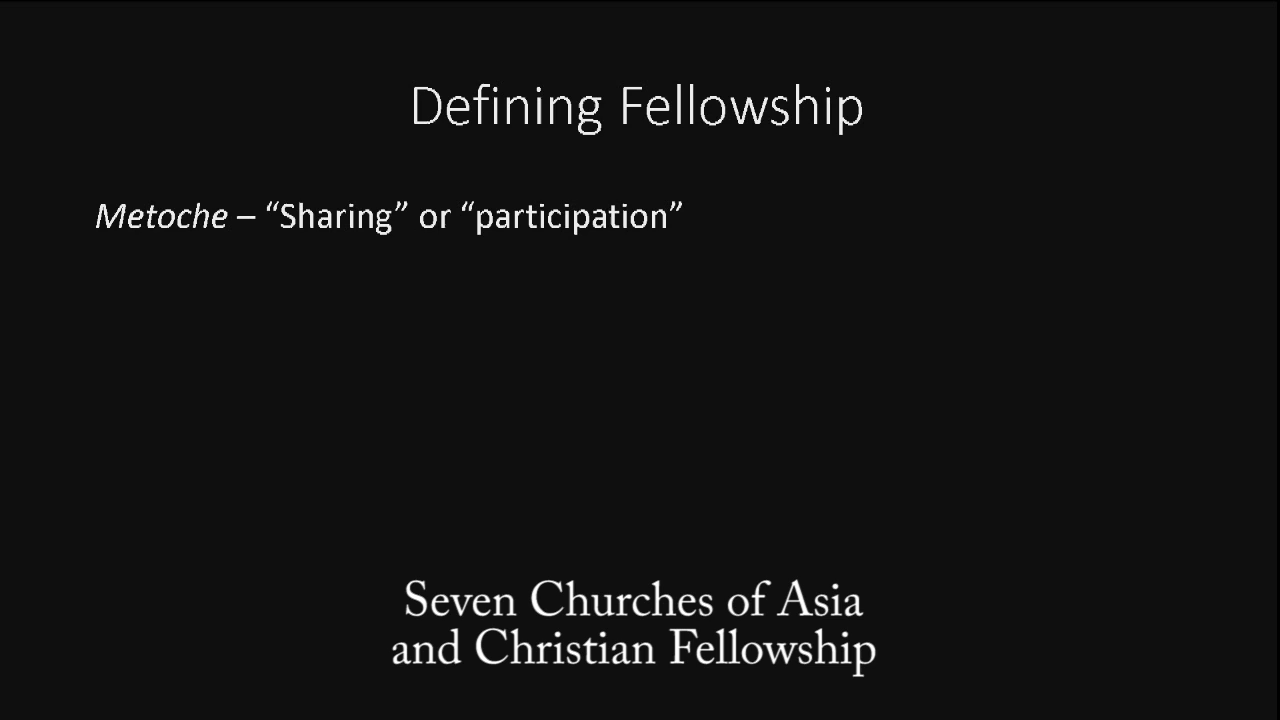 Defining Fellowship
Metoche – “Sharing” or “participation”
Seven Churches of Asia
and Christian Fellowship